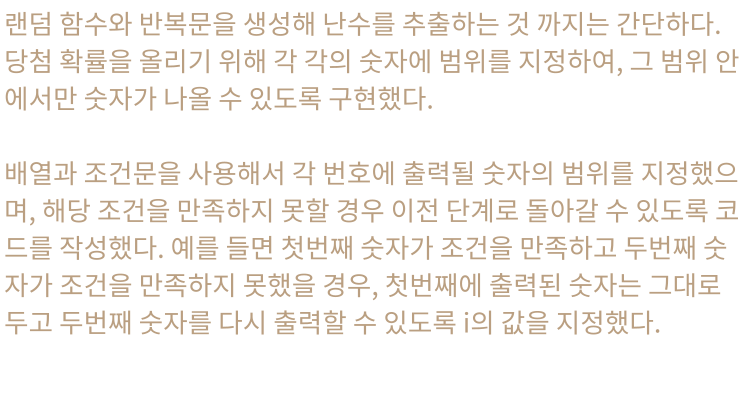 랜덤 함수와 반복문을 생성해 난수를 추출하는 것 까지는 간단하다.
당첨 확률을 올리기 위해 각 각의 숫자에 범위를 지정하여, 그 범위 안
에서만 숫자가 나올 수 있도록 구현했다.
배열과 조건문을 사용해서 각 번호에 출력될 숫자의 범위를 지정했으
며, 해당 조건을 만족하지 못할 경우 이전 단계로 돌아갈 수 있도록 코
드를 작성했다. 예를 들면 첫번째 숫자가 조건을 만족하고 두번째 숫
자가 조건을 만족하지 못했을 경우, 첫번째에 출력된 숫자는 그대로
두고 두번째 숫자를 다시 출력할 수 있도록 i의 값을 지정했다.